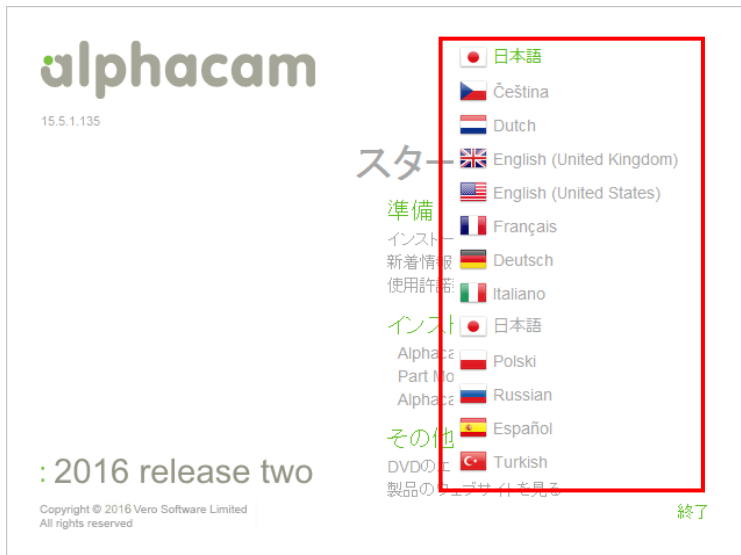 alphacam
15.5.1.135
日本語
Čeština
Dutch
English (United Kingdom)
English (United States)
Français
Deutsch
Italiano
日本語
Polski
Russian
Español
Turkish
スター
準備
インストー
新着情報
使用許諾
インスト
Alphaca
Part Mo
Alphaca
その他
DVDのエ
製品のウェブサイトを見る
終了
: 2016 release two
Copyright © 2016 Vero Software Limited
All rights reserved